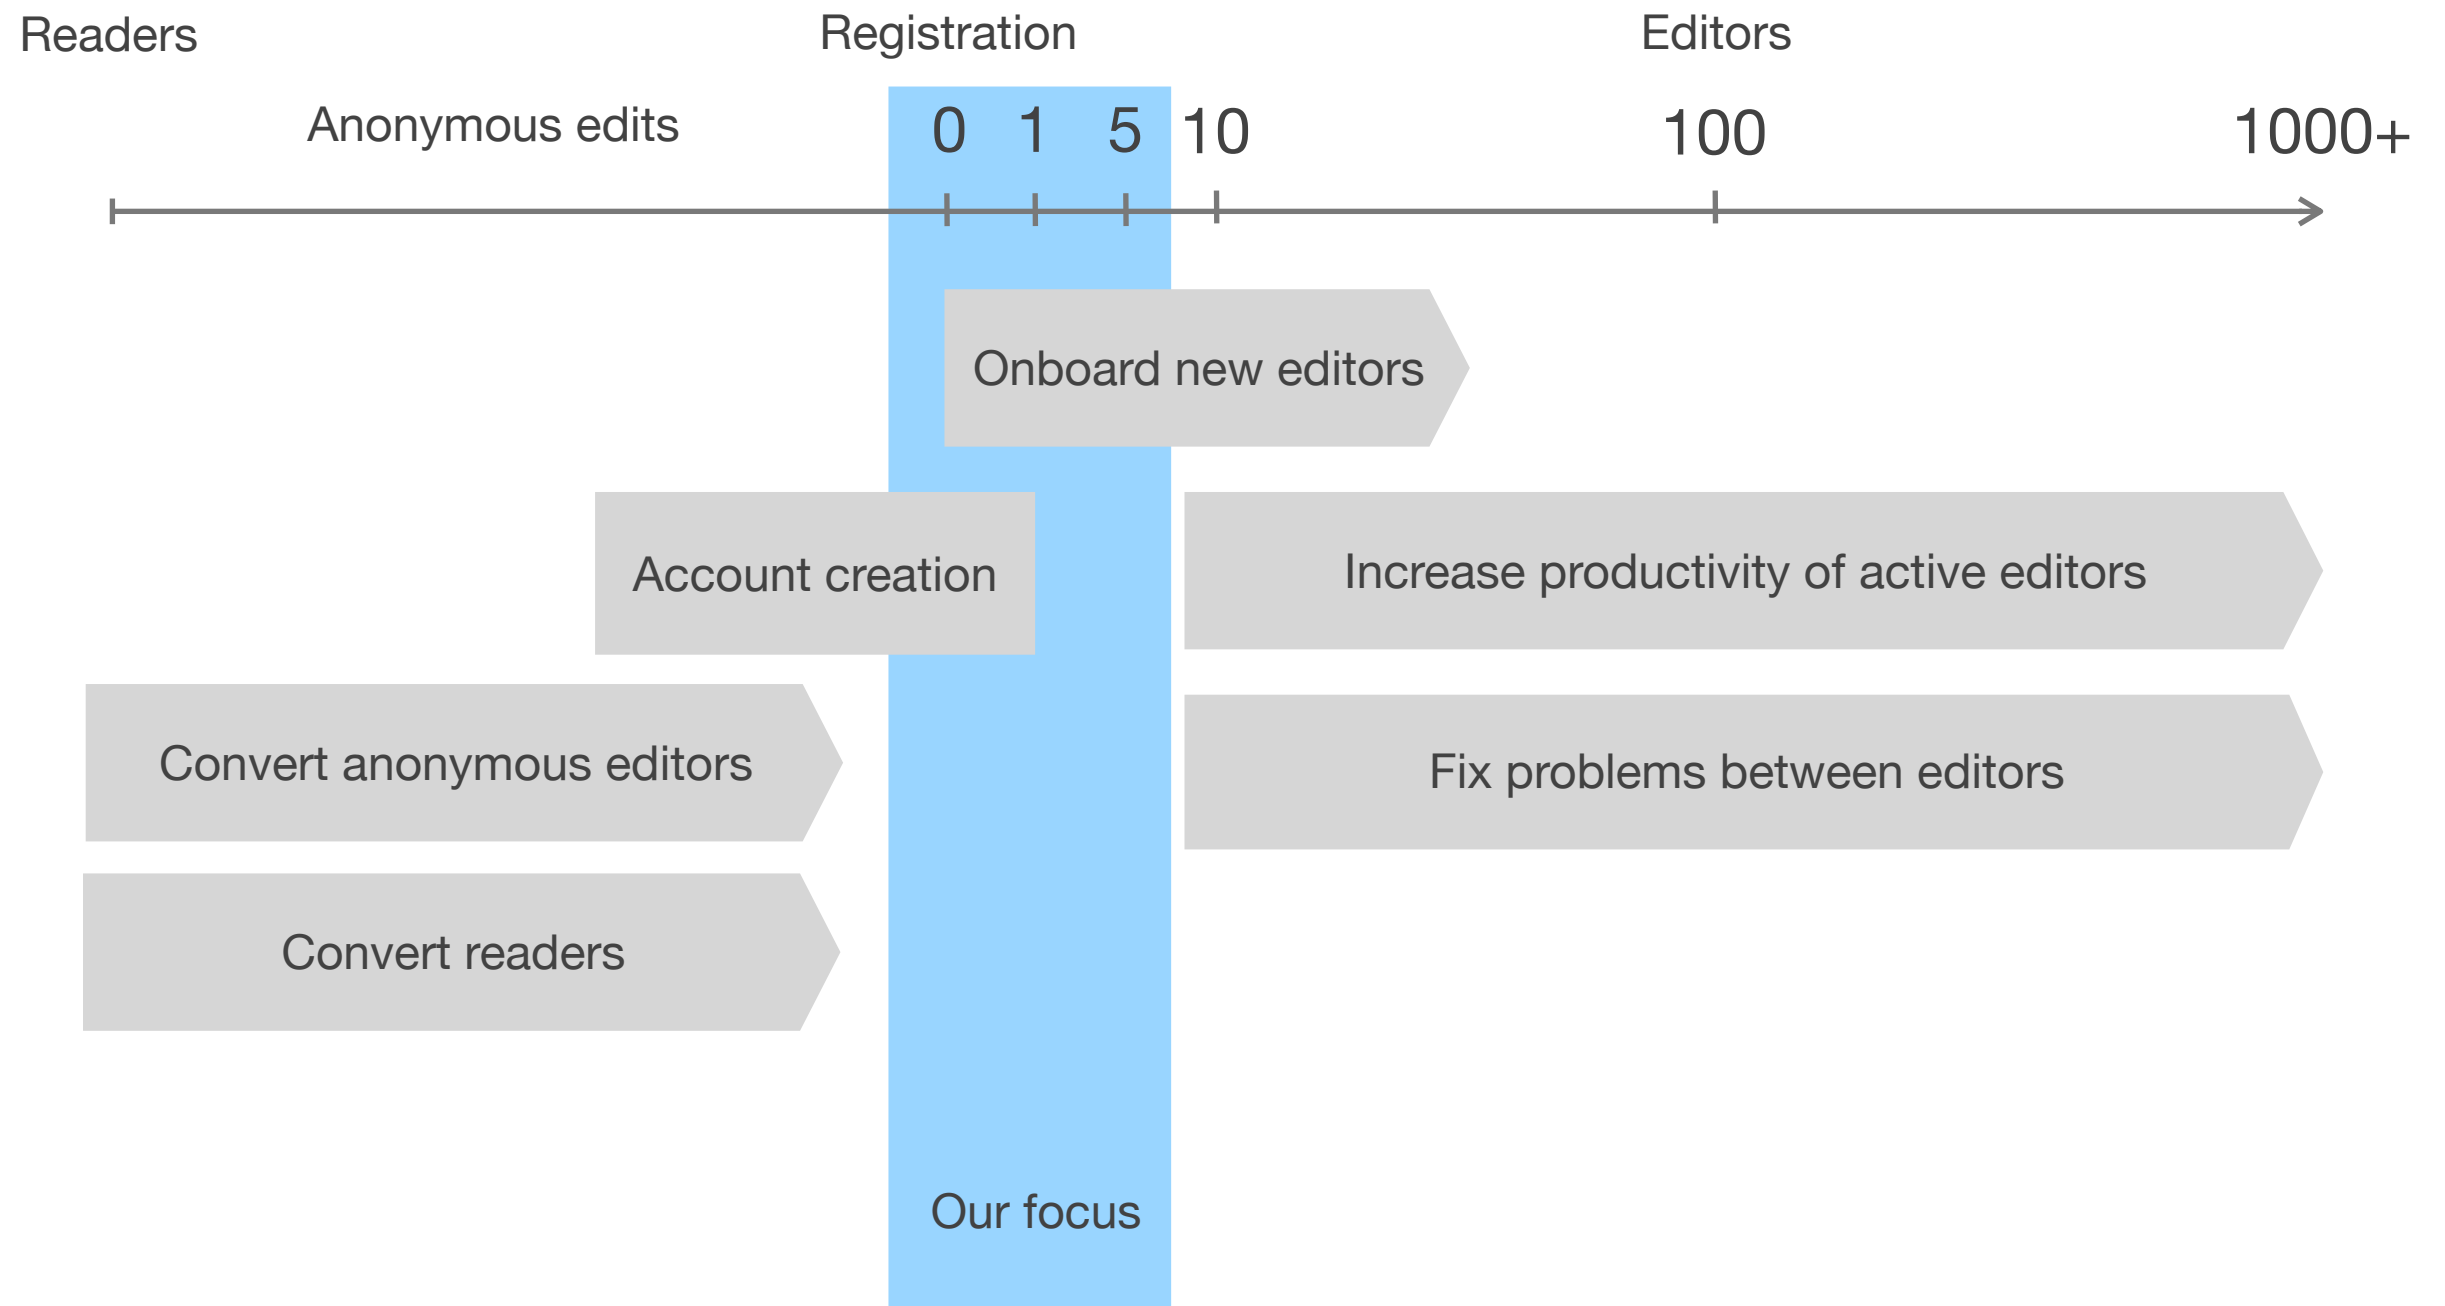 Readers
Registration
Editors
Anonymous edits
0 1 5 10 100 1000+
Onboard new editors
Account creation
Increase productivity of active editors
Convert anonymous editors
Fix problems between editors
Convert readers
Our focus